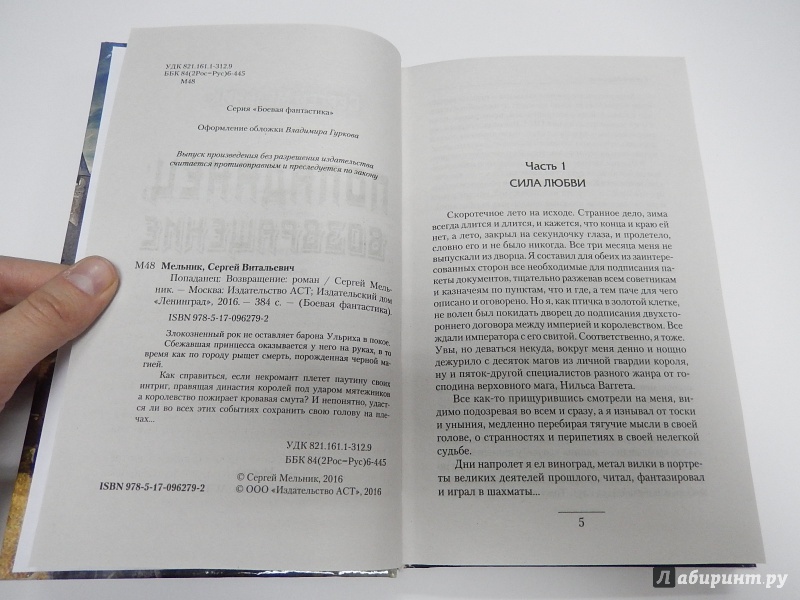 УДК 821.161.1-312.9
ББК 84(2Рос=Рус)6-445
М48
Серия «Боевая фантастика»
Оформление обложки Владимира Гуркова
Выпуск произведения без разрешения издательства
считается противоправным и преследуется по закону
М48 Мельник, Сергей Витальевич
Попаданец: Возвращение: роман / Сергей Мель-
ник. — Москва: Издательство АСТ; Издательский дом
«Ленинград», 2016. — 384 с. — (Боевая фантастика).
ISBN 978-5-17-096279-2
Злокозненный рок не оставляет барона Ульриха в покое.
Сбежавшая принцесса оказывается у него на руках, в то
время как по городу рыщет смерть, порожденная черной ма-
гией.
Как справиться, если некромант плетет паутину своих
интриг, правящая династия королей под ударом мятежников
а королевство пожирает кровавая смута? И непонятно, удаст-
ся ли во всех этих событиях сохранить свою голову на пле-
чах...
УДК 821.161.1-312.9
ББК 84(2Рос=Рус)6-445
ISBN 978-5-17-096279-2
© Сергей Мельник, 2016
© ООО «Издательство АСТ», 2016
Часть 1
СИЛА ЛЮБВИ
Скоротечное лето на исходе. Странное дело, зима
всегда длится и длится, и кажется, что конца и краю ей
нет, а лето, закрыл на секундочку глаза, и пролетело,
словно его и не было никогда. Все три месяца меня не
выпускали из дворца. Я составил для обеих из заинтере-
сованных сторон все необходимые для подписания па-
кеты документов, тщательно разжевал всем советникам
и казначеям по пунктам, что и где, а тем паче для чего
описано и оговорено. Но я, как птичка в золотой клетке,
не волен был покидать дворец до подписания двухсто-
роннего договора между империей и королевством. Все
ждали императора с его свитой. Соответственно, я тоже.
Увы, но деваться некуда, вокруг меня денно и нощно
дежурило с десяток магов из личной гвардии короля,
ну и пяток-другой специалистов разного жанра от гос-
подина верховного мага, Нильса Ваггета.
Все как-то прищурившись смотрели на меня, ви-
димо подозревая во всем и сразу, а я изнывал от тоски
и уныния, медленно перебирая тягучие мысли в своей
голове, о странностях и перипетиях в своей нелегкой
судьбе.
Дни напролет я ел виноград, метал вилки в портре-
ты великих деятелей прошлого, читал, фантазировал
и играл в шахматы...
5
Лабиринт.ру